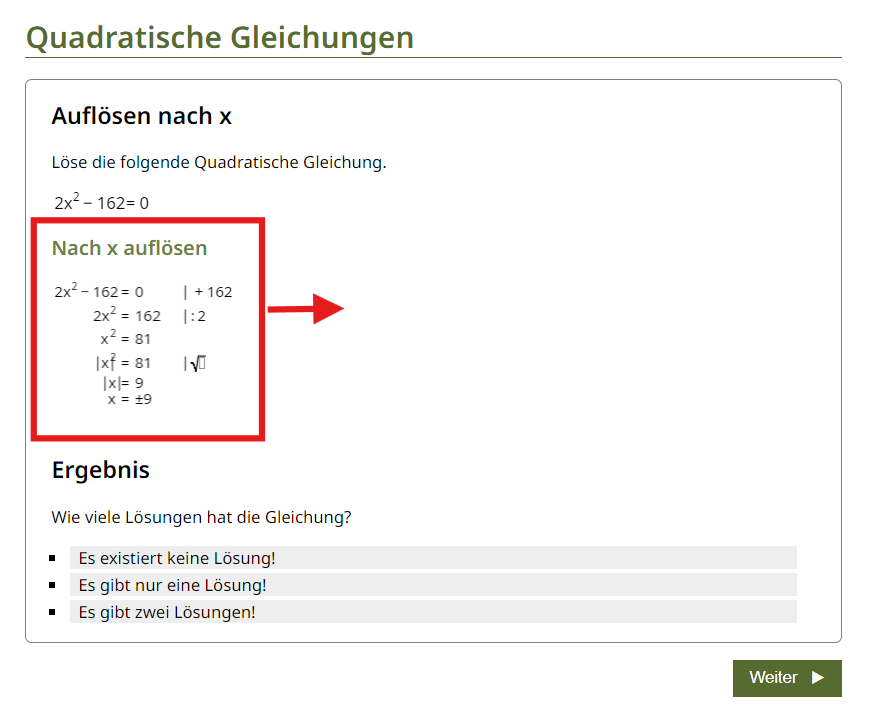 Quadratische Gleichungen
Auflösen nach x
Löse die folgende Quadratische Gleichung.
2x² − 162= 0
Nach x auflösen
2x² − 162 = 0 | + 162
2x² = 162 | : 2
x² = 81
|x|² = 81 |√▯
|x|= 9
x = ±9
Ergebnis
Wie viele Lösungen hat die Gleichung?
Es existiert keine Lösung!
Es gibt nur eine Lösung!
Es gibt zwei Lösungen!
Weiter ▶